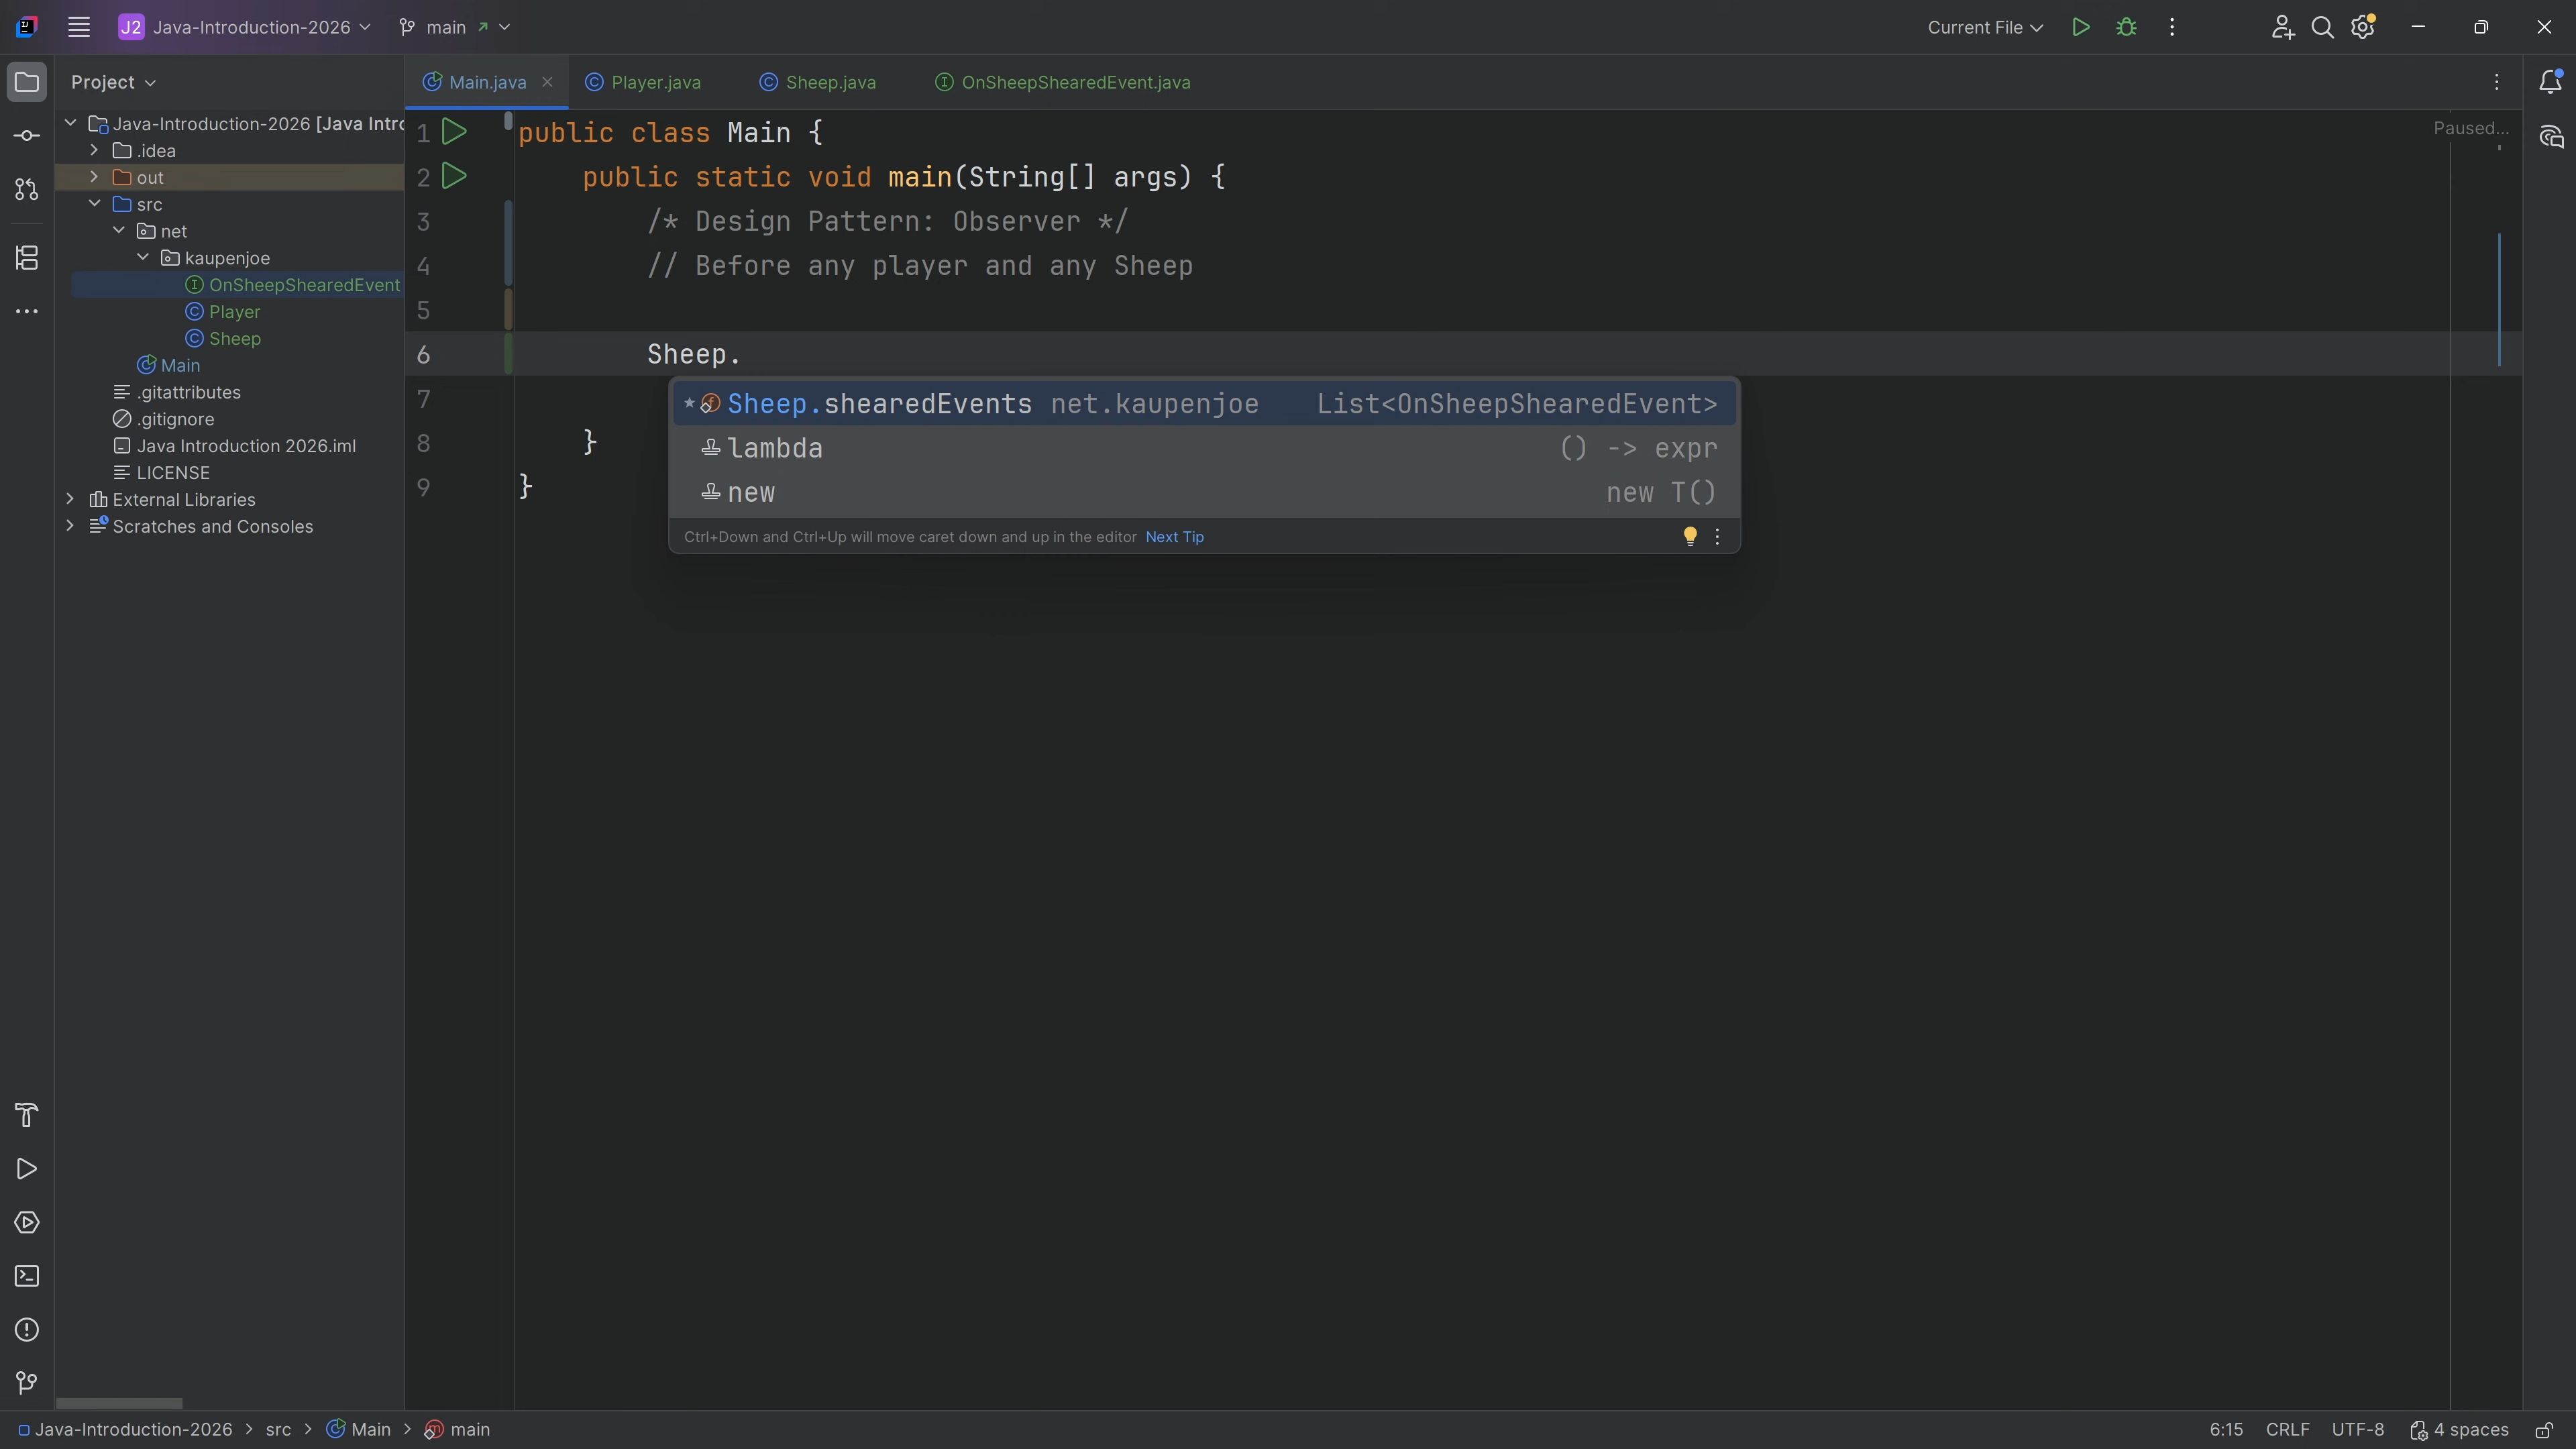 J2 Java-Introduction-2026 main Current File
Project
Main.java Player.java Sheep.java OnSheepShearedEvent.java
Java-Introduction-2026 [Java Intro
.idea
out
src
net
kaupenjoe
OnSheepShearedEvent
Player
Sheep
Main
.gitattributes
.gitignore
Java Introduction 2026.iml
LICENSE
External Libraries
Scratches and Consoles
Paused...
1 public class Main {
2 public static void main(String[] args) {
3 /* Design Pattern: Observer */
4 // Before any player and any Sheep
5
6 Sheep.
7
8 }
9 }
Sheep.shearedEvents net.kaupenjoe List<OnSheepShearedEvent>
lambda () -> expr
new new T()
Ctrl+Down and Ctrl+Up will move caret down and up in the editor Next Tip
Java-Introduction-2026 > src > Main > main 6:15 CRLF UTF-8 4 spaces